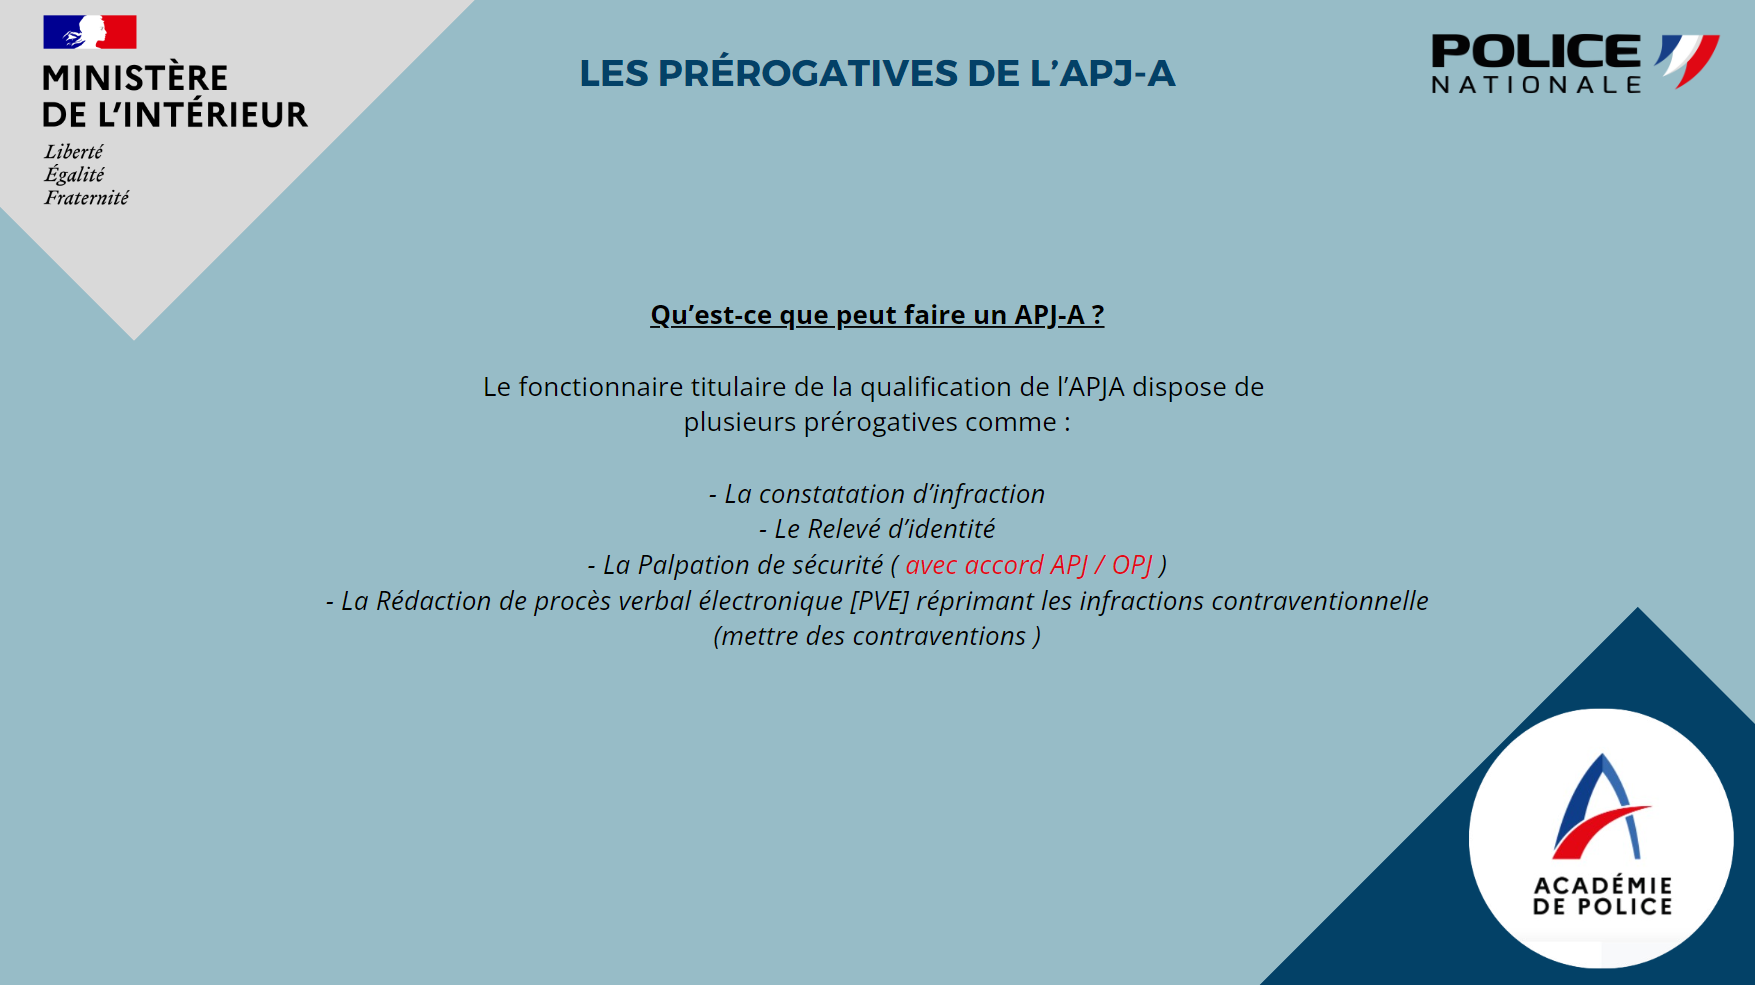 MINISTÈRE
DE L’INTÉRIEUR
Liberté
Égalité
Fraternité
LES PRÉROGATIVES DE L’APJ-A
POLICE
NATIONALE
Qu’est-ce que peut faire un APJ-A ?
Le fonctionnaire titulaire de la qualification de l’APJA dispose de
plusieurs prérogatives comme :
- La constatation d’infraction
- Le Relevé d’identité
- La Palpation de sécurité ( avec accord APJ / OPJ )
- La Rédaction de procès verbal électronique [PVE] réprimant les infractions contraventionnelle
(mettre des contraventions )
ACADÉMIE
DE POLICE